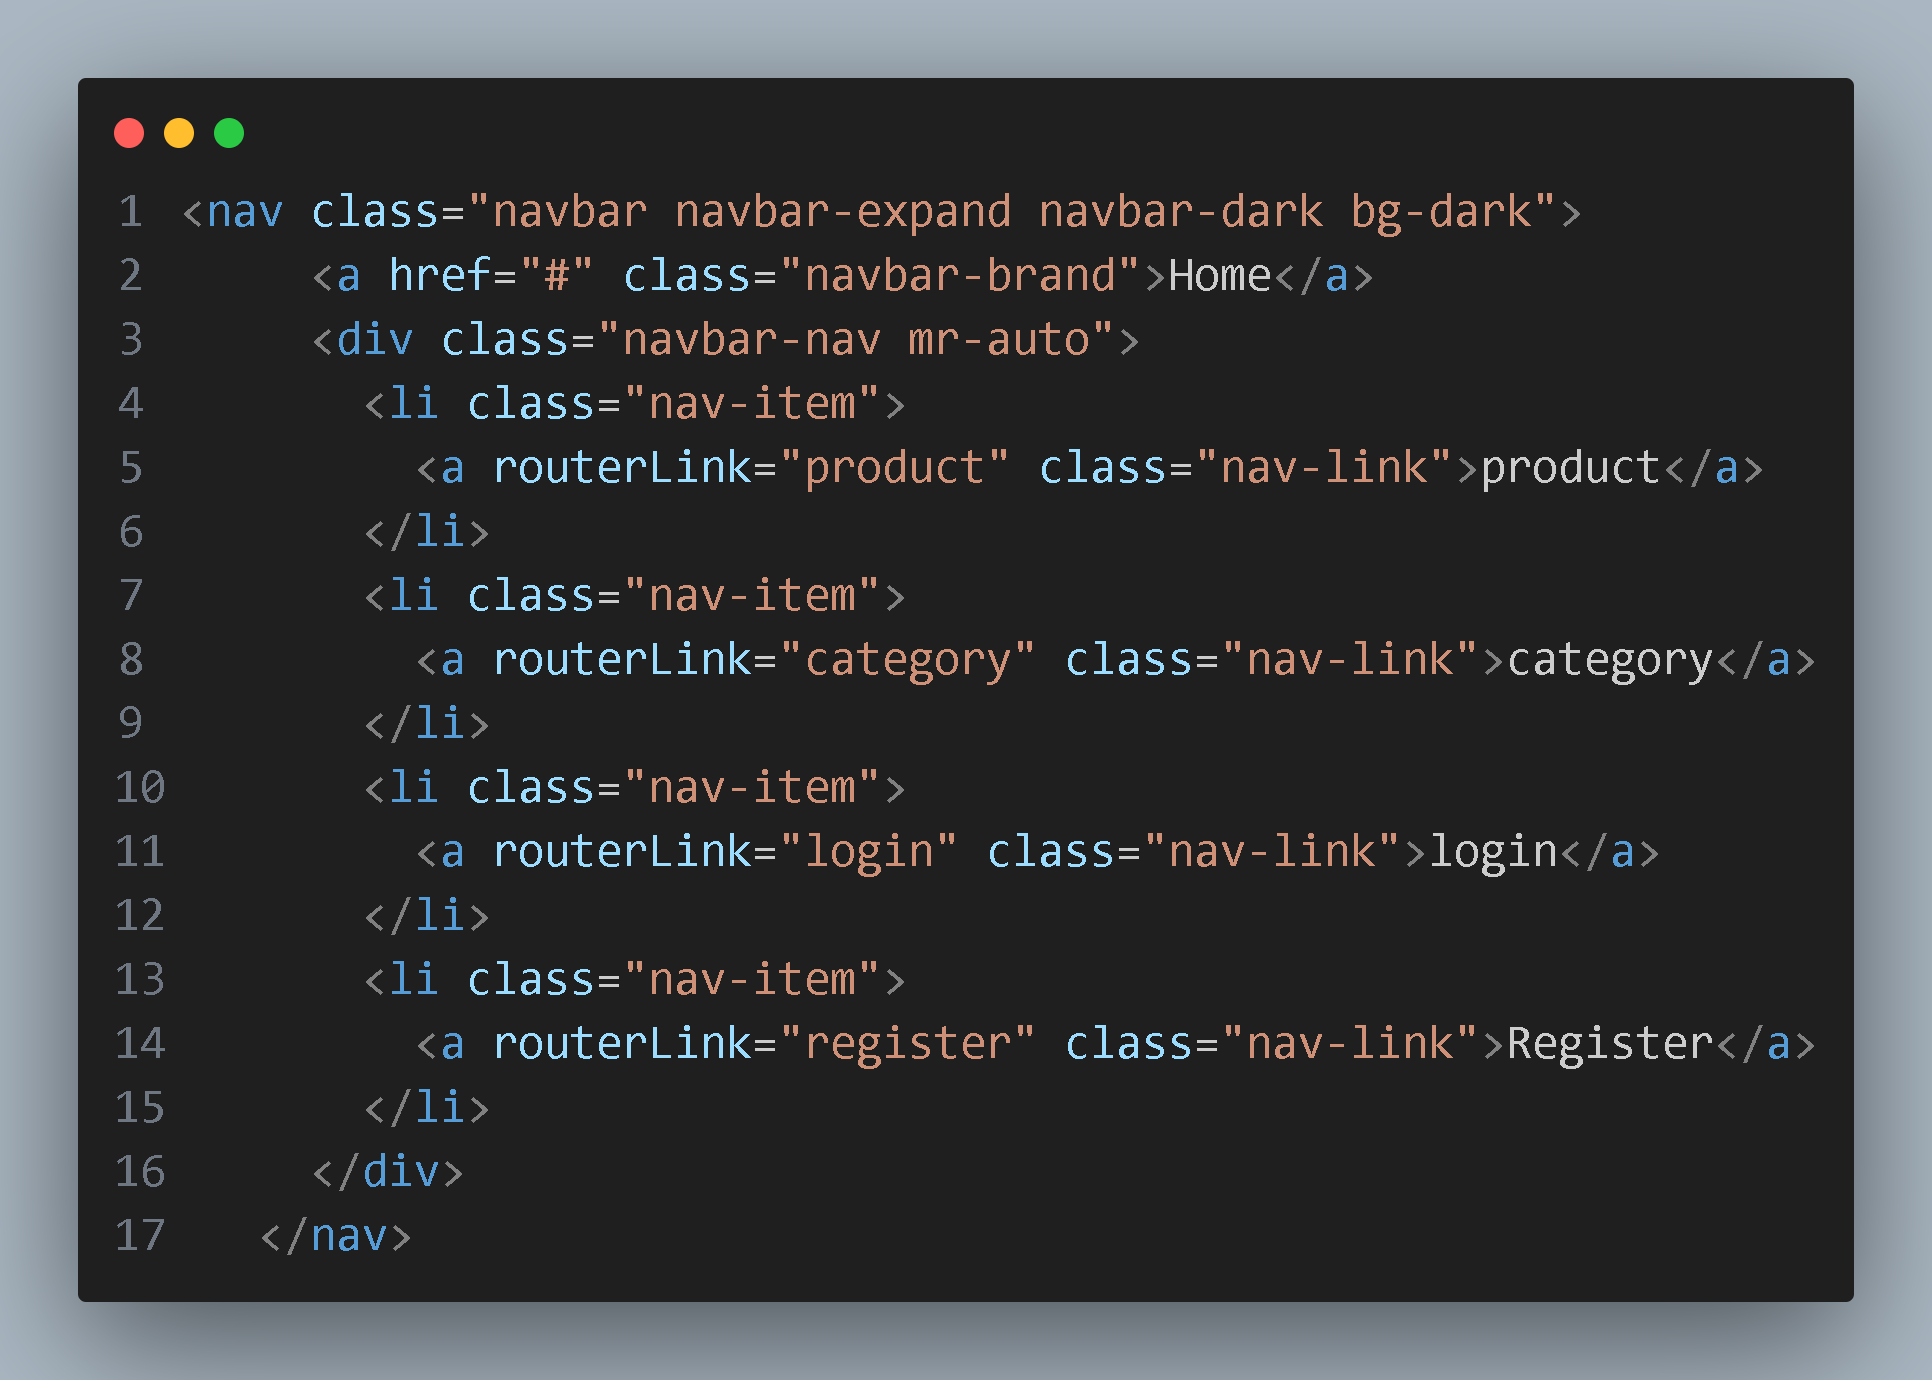 1 <nav class="navbar navbar-expand navbar-dark bg-dark">
2 <a href="#" class="navbar-brand">Home</a>
3 <div class="navbar-nav mr-auto">
4 <li class="nav-item">
5 <a routerLink="product" class="nav-link">product</a>
6 </li>
7 <li class="nav-item">
8 <a routerLink="category" class="nav-link">category</a>
9 </li>
10 <li class="nav-item">
11 <a routerLink="login" class="nav-link">login</a>
12 </li>
13 <li class="nav-item">
14 <a routerLink="register" class="nav-link">Register</a>
15 </li>
16 </div>
17 </nav>